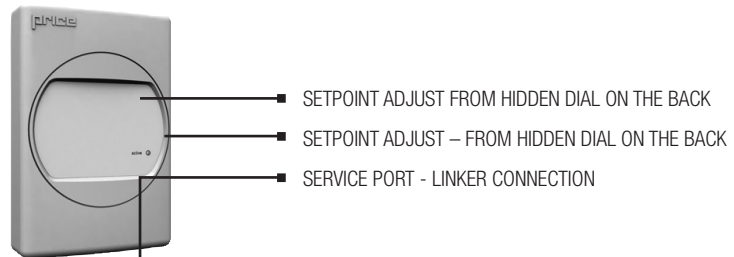 price
SETPOINT ADJUST FROM HIDDEN DIAL ON THE BACK
SETPOINT ADJUST – FROM HIDDEN DIAL ON THE BACK
active
SERVICE PORT - LINKER CONNECTION